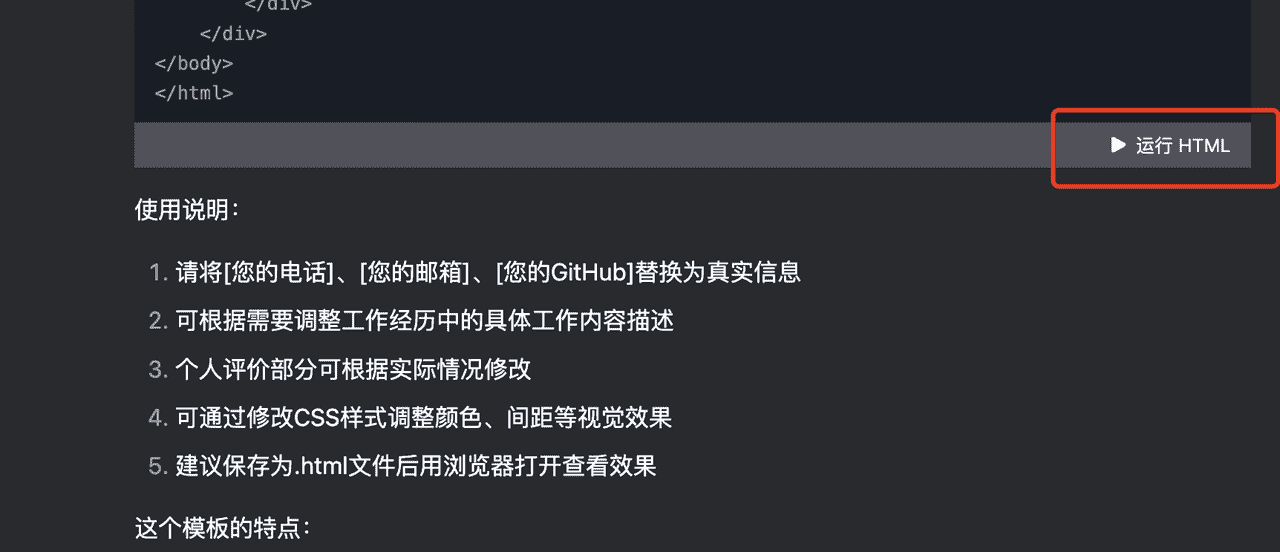 </div>
</div>
</body>
</html>
▶ 运行 HTML
使用说明：
1. 请将[您的电话]、[您的邮箱]、[您的GitHub]替换为真实信息
2. 可根据需要调整工作经历中的具体工作内容描述
3. 个人评价部分可根据实际情况修改
4. 可通过修改CSS样式调整颜色、间距等视觉效果
5. 建议保存为.html文件后用浏览器打开查看效果
这个模板的特点：